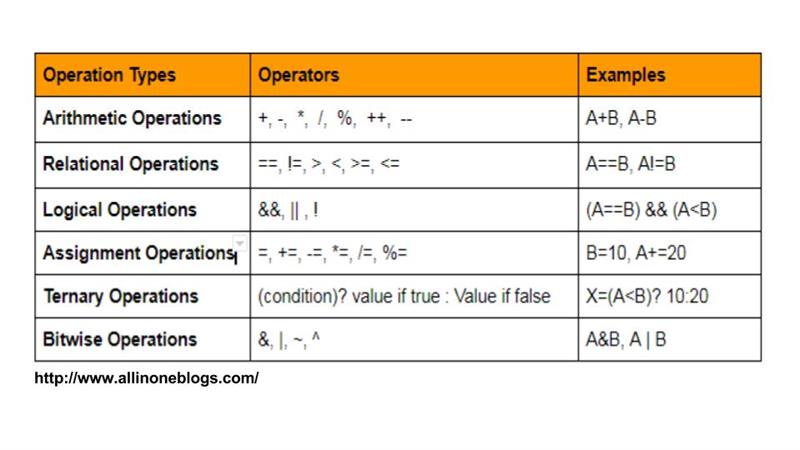 Operation Types Operators Examples
Arithmetic Operations +, -, *, /, %, ++, -- A+B, A-B
Relational Operations ==, !=, >, <, >=, <= A==B, A!=B
Logical Operations &&, || , ! (A==B) && (A<B)
Assignment Operations =, +=, -=, *=, /=, %= B=10, A+=20
Ternary Operations (condition)? value if true : Value if false X=(A<B)? 10:20
Bitwise Operations &, |, ~, ^ A&B, A | B
http://www.allinoneblogs.com/